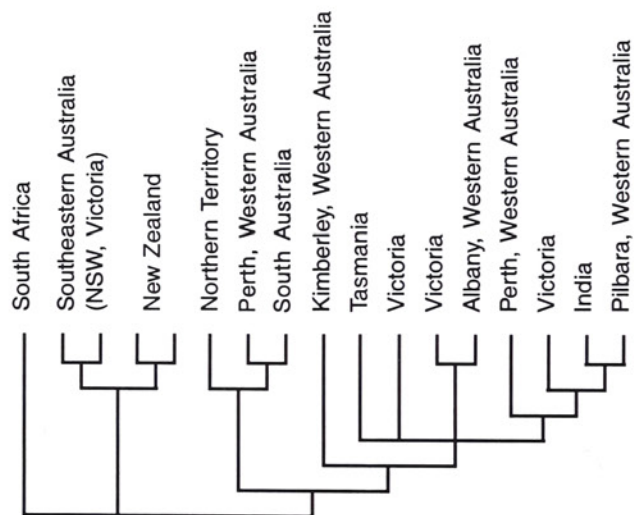 South Africa
Southeastern Australia
(NSW, Victoria)
New Zealand
Northern Territory
Perth, Western Australia
South Australia
Kimberley, Western Australia
Tasmania
Victoria
Victoria
Albany, Western Australia
Perth, Western Australia
Victoria
India
Pilbara, Western Australia